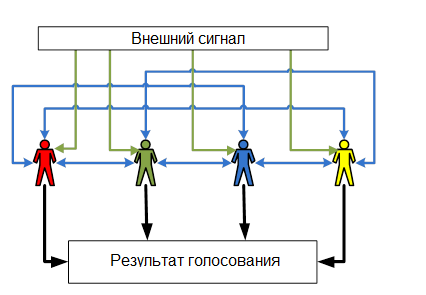 Внешний сигнал
Результат голосования